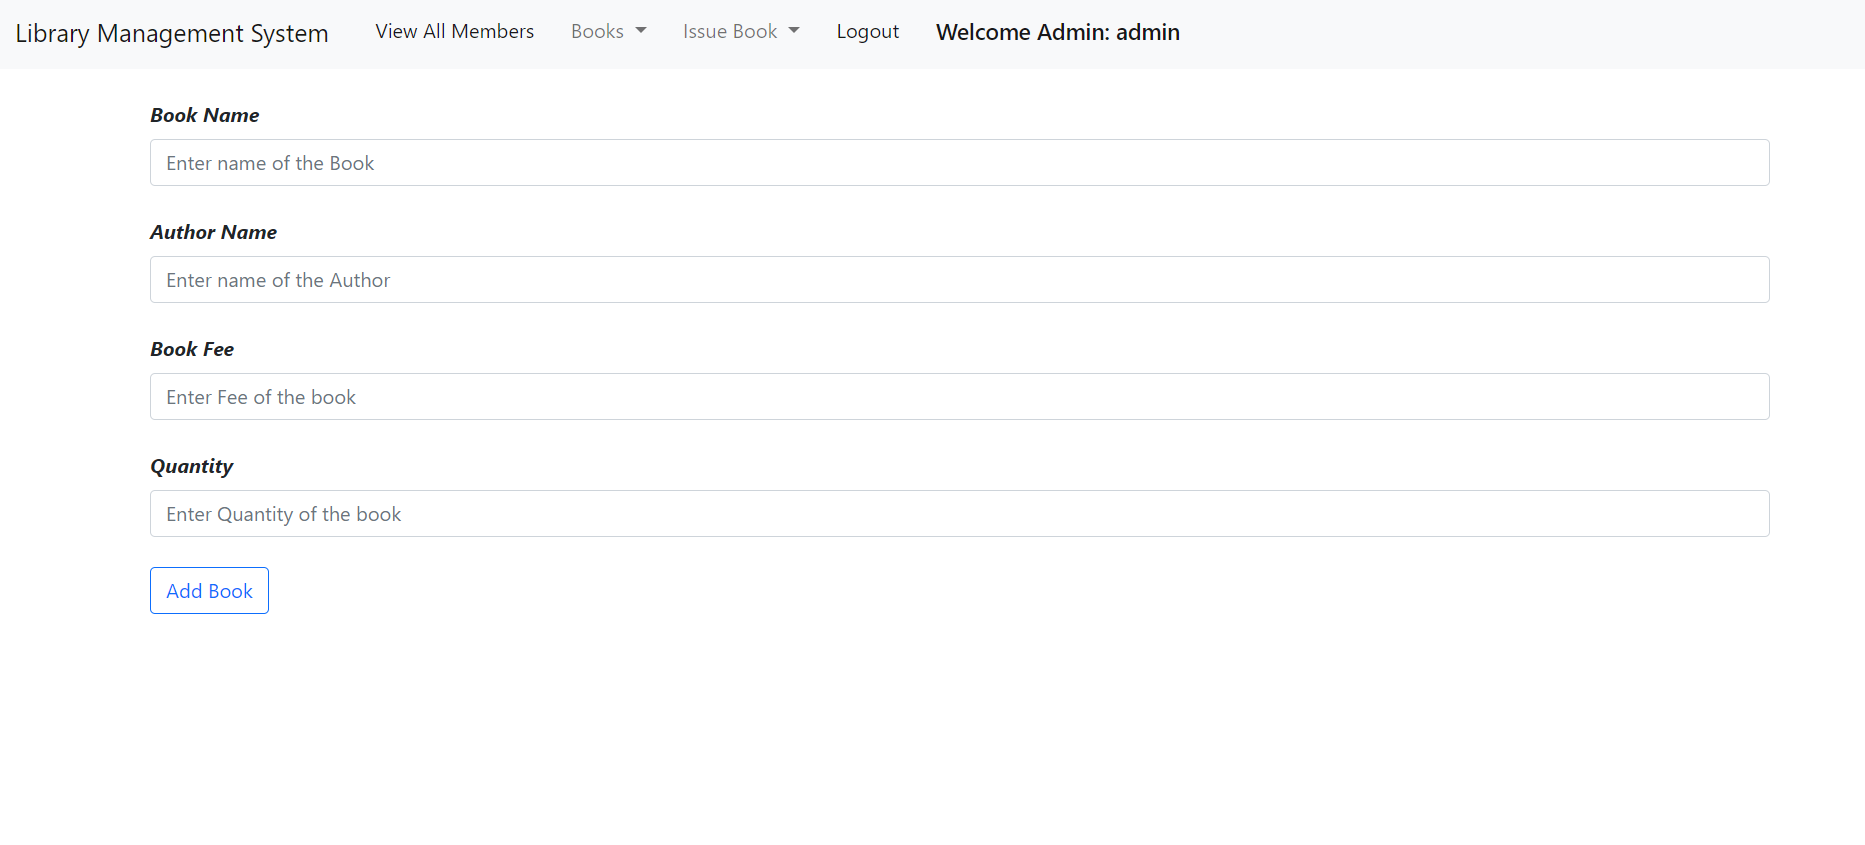 Library Management System View All Members Books Issue Book Logout Welcome Admin: admin
Book Name
Enter name of the Book
Author Name
Enter name of the Author
Book Fee
Enter Fee of the book
Quantity
Enter Quantity of the book
Add Book